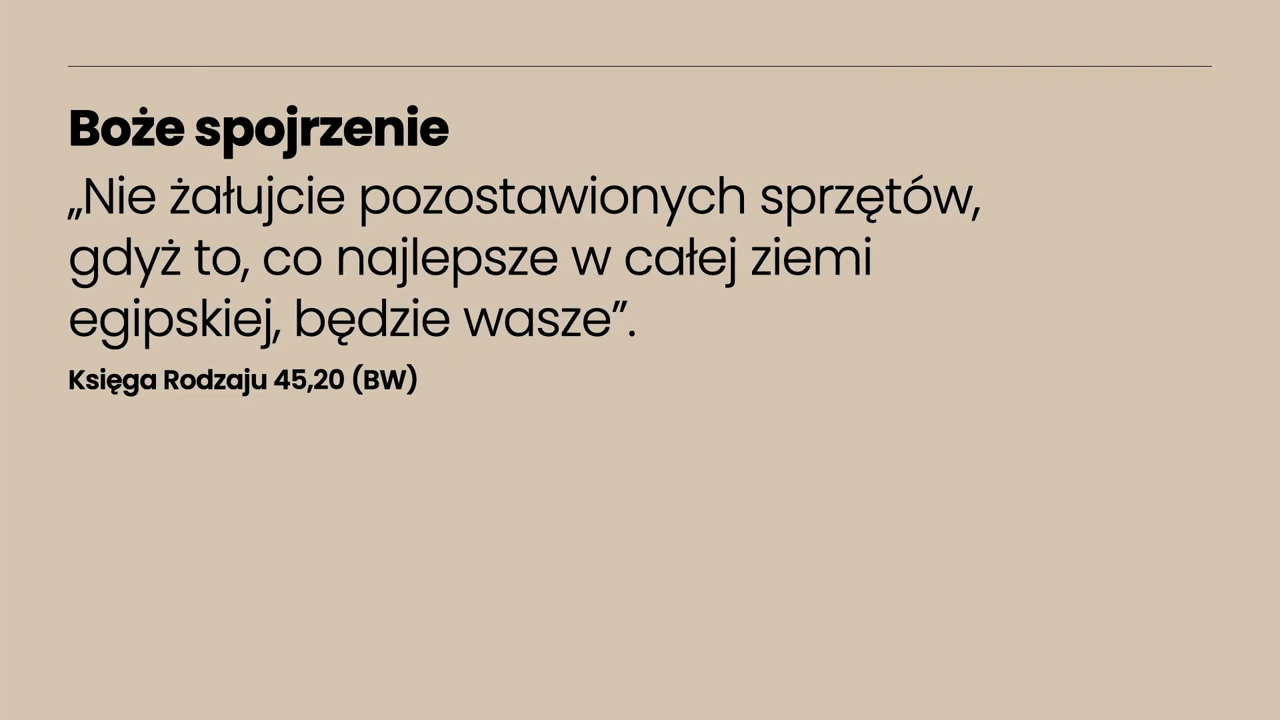 Boże spojrzenie
„Nie żałujcie pozostawionych sprzętów,
gdyż to, co najlepsze w całej ziemi
egipskiej, będzie wasze”.
Księga Rodzaju 45,20 (BW)